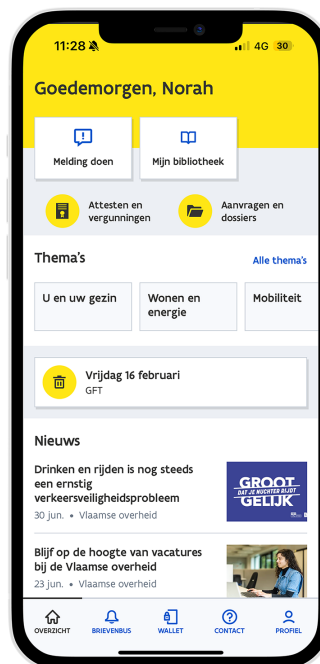 11:28
4G 30
Goedemorgen, Norah
Melding doen
Mijn bibliotheek
Attesten en
vergunningen
Aanvragen en
dossiers
Thema's
Alle thema's
U en uw gezin
Wonen en
energie
Mobiliteit
Vrijdag 16 februari
GFT
Nieuws
Drinken en rijden is nog steeds
een ernstig
verkeersveiligheidsprobleem
30 jun. • Vlaamse overheid
GROOT
DAT JE NUCHTER RIJDT
GELIJK
Blijf op de hoogte van vacatures
bij de Vlaamse overheid
23 jun. • Vlaamse overheid
OVERZICHT
BRIEVENBUS
WALLET
CONTACT
PROFIEL